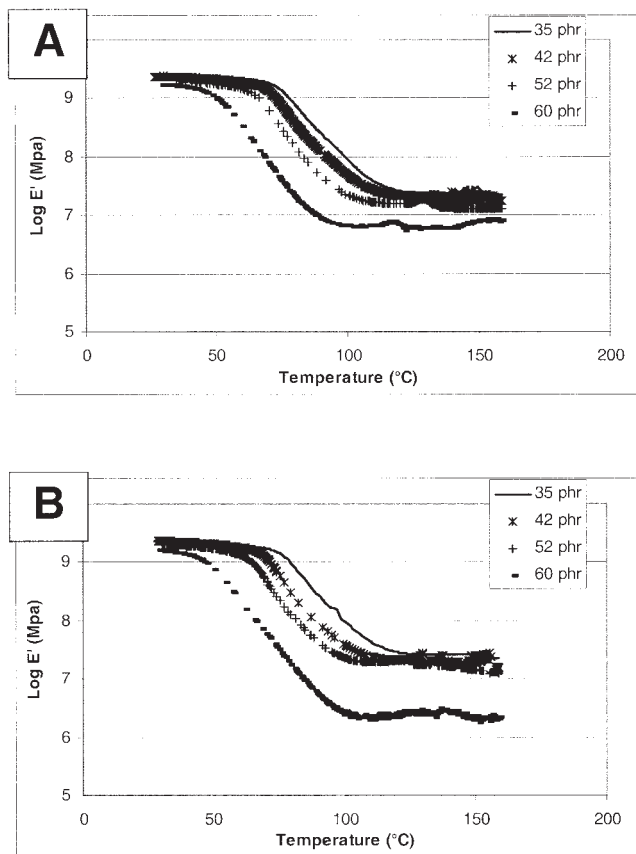 A
35 phr
42 phr
52 phr
60 phr
Log E' (Mpa)
9
8
7
6
5
0
50
100
150
200
Temperature (°C)
B
35 phr
42 phr
52 phr
60 phr
Log E' (Mpa)
9
8
7
6
5
0
50
100
150
200
Temperature (°C)